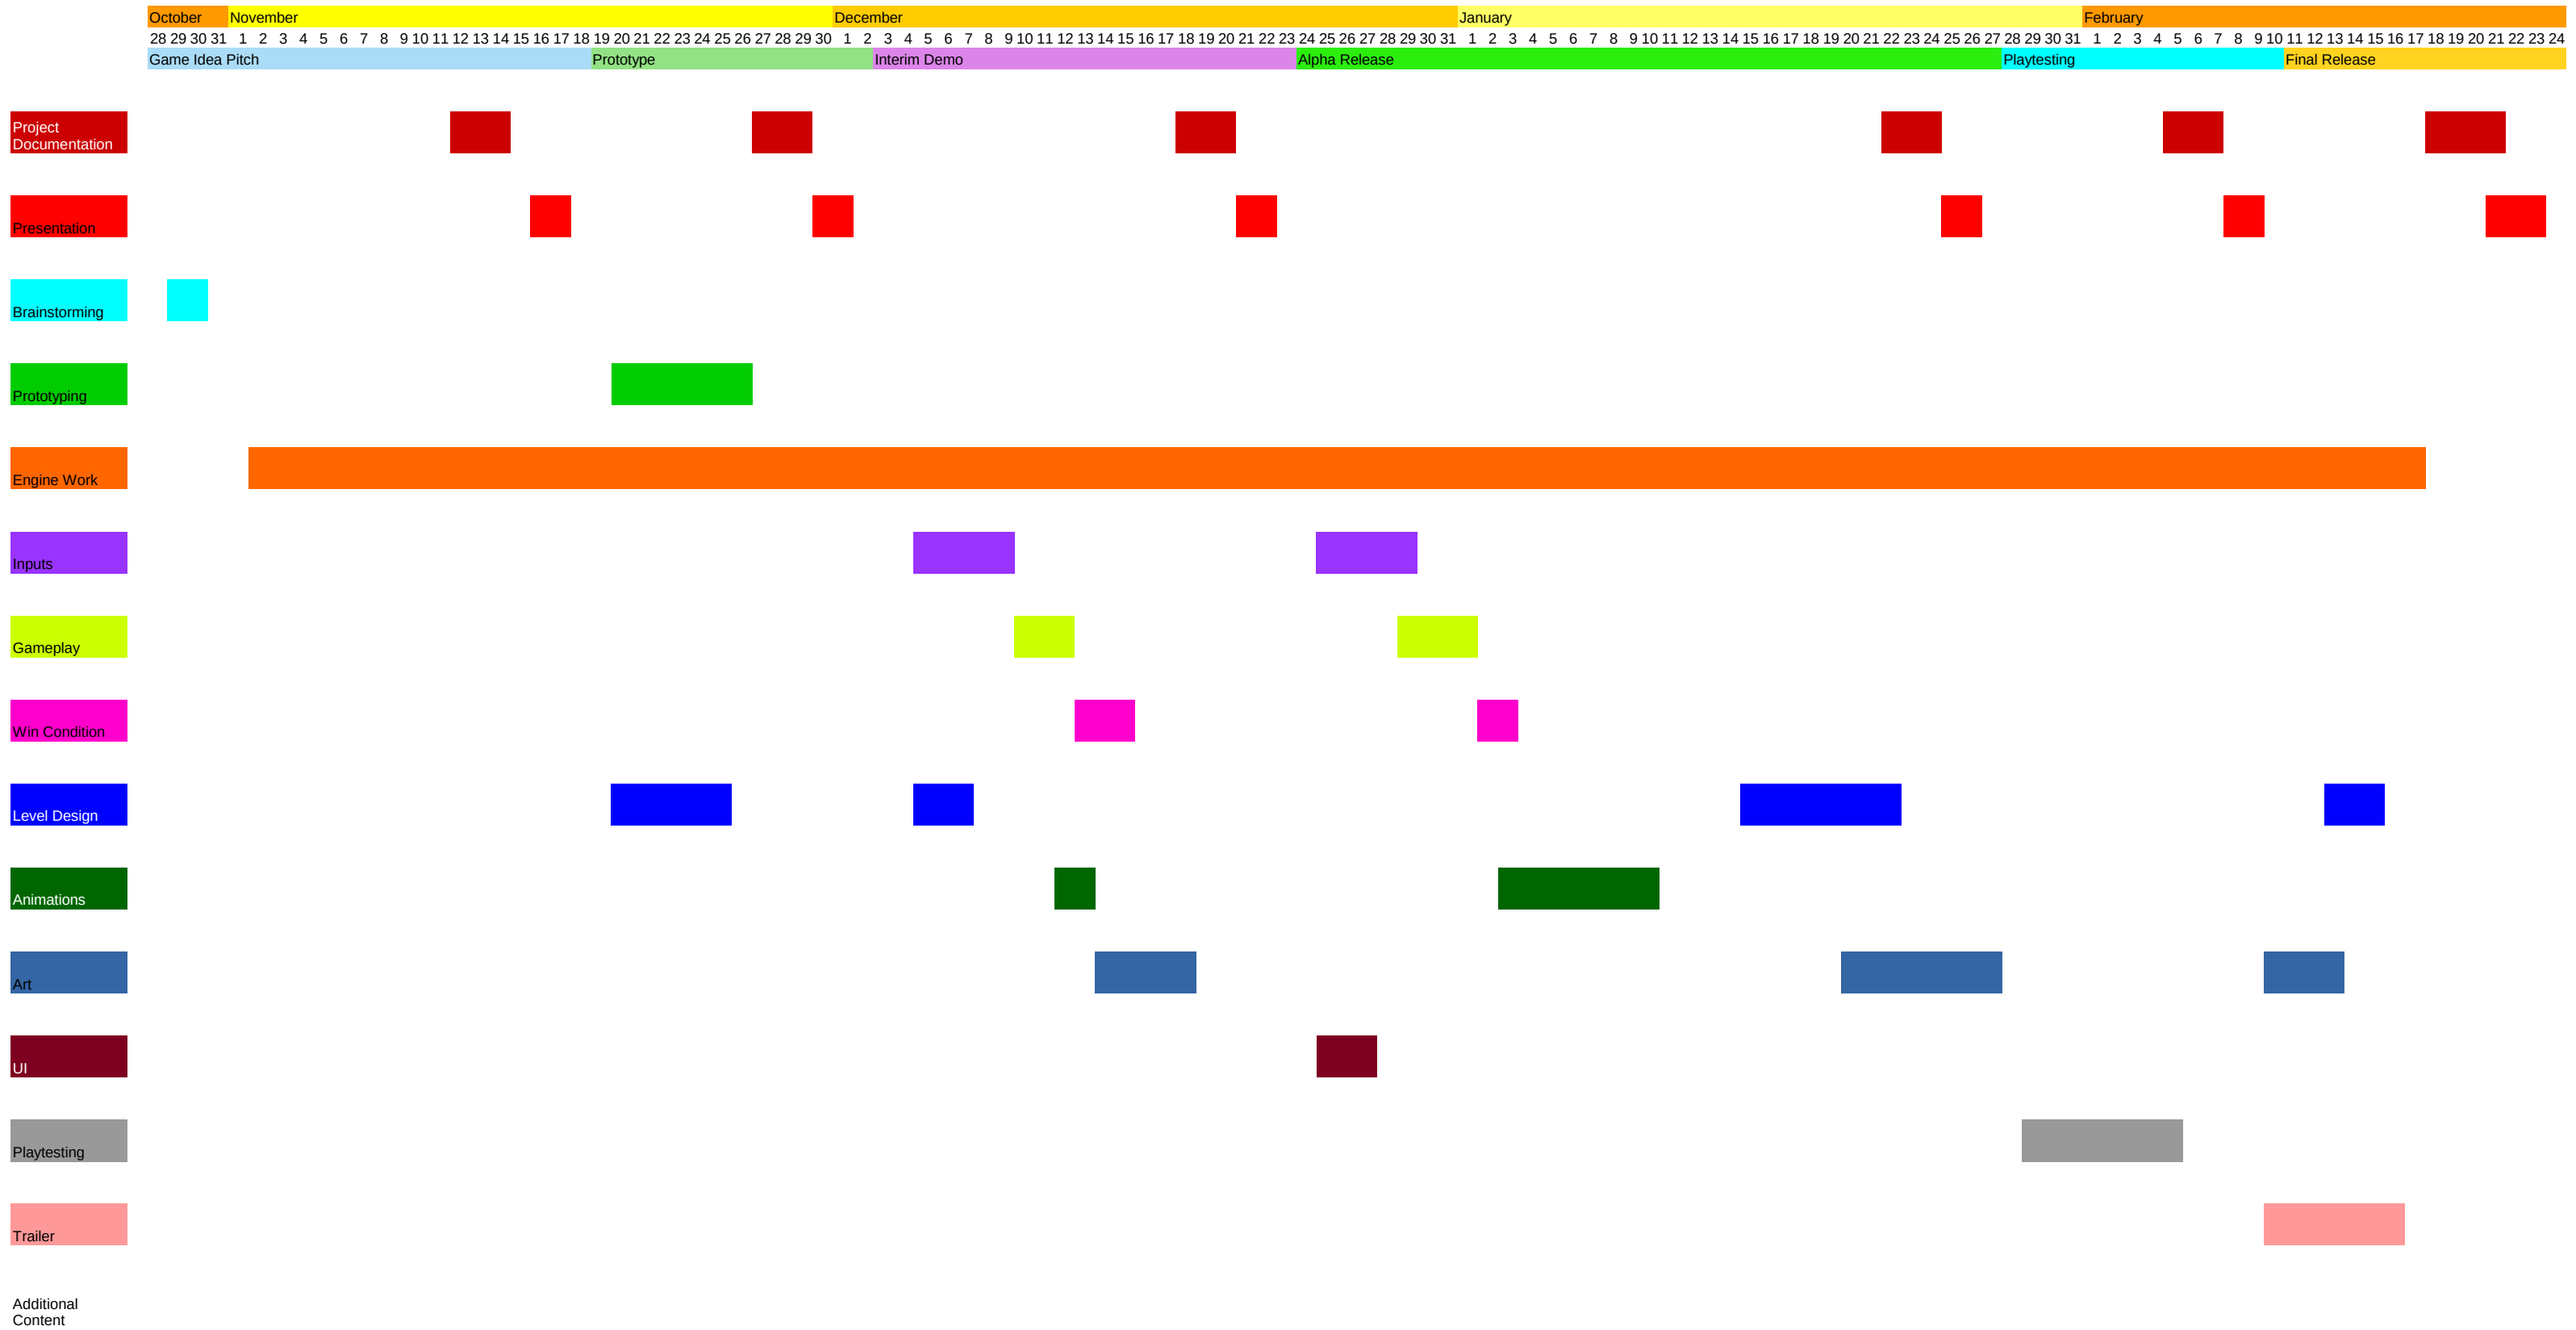 October November December January February
28 29 30 31 1 2 3 4 5 6 7 8 9 10 11 12 13 14 15 16 17 18 19 20 21 22 23 24 25 26 27 28 29 30 1 2 3 4 5 6 7 8 9 10 11 12 13 14 15 16 17 18 19 20 21 22 23 24 25 26 27 28 29 30 31 1 2 3 4 5 6 7 8 9 10 11 12 13 14 15 16 17 18 19 20 21 22 23 24 25 26 27 28 29 30 31 1 2 3 4 5 6 7 8 9 10 11 12 13 14 15 16 17 18 19 20 21 22 23 24
Game Idea Pitch Prototype Interim Demo Alpha Release Playtesting Final Release
Project
Documentation
Presentation
Brainstorming
Prototyping
Engine Work
Inputs
Gameplay
Win Condition
Level Design
Animations
Art
UI
Playtesting
Trailer
Additional
Content